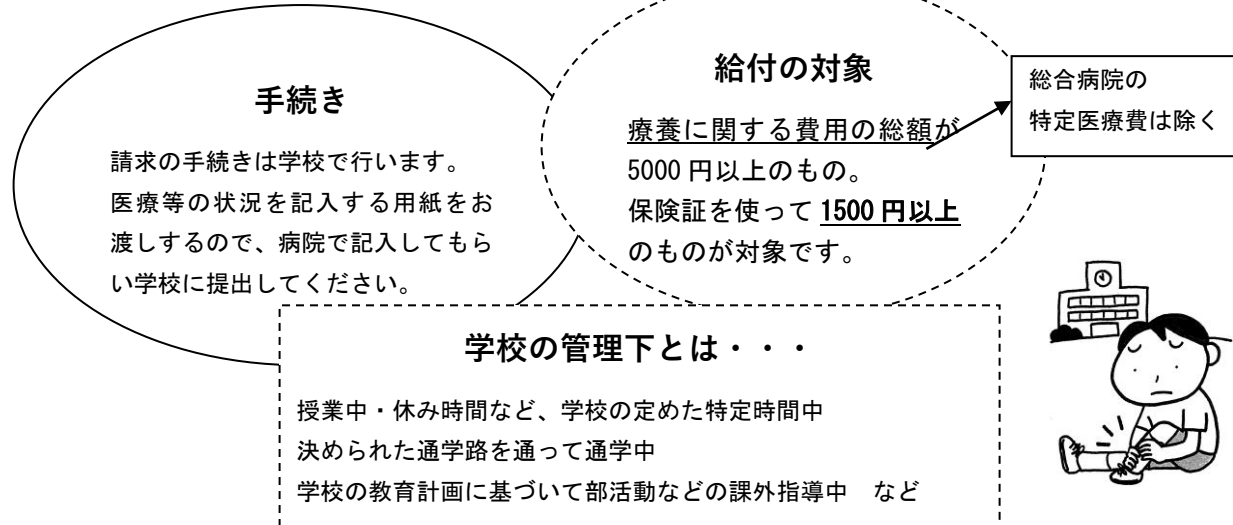 手続き
請求の手続きは学校で行います。
医療等の状況を記入する用紙をお
渡しするので、病院で記入してもら
い学校に提出してください。
給付の対象
療養に関する費用の総額が
5000円以上のもの。
保険証を使って1500円以上
のものが対象です。
総合病院の
特定医療費は除く
学校の管理下とは・・・
授業中・休み時間など、学校の定めた特定時間中
決められた通学路を通って通学中
学校の教育計画に基づいて部活動などの課外指導中　など